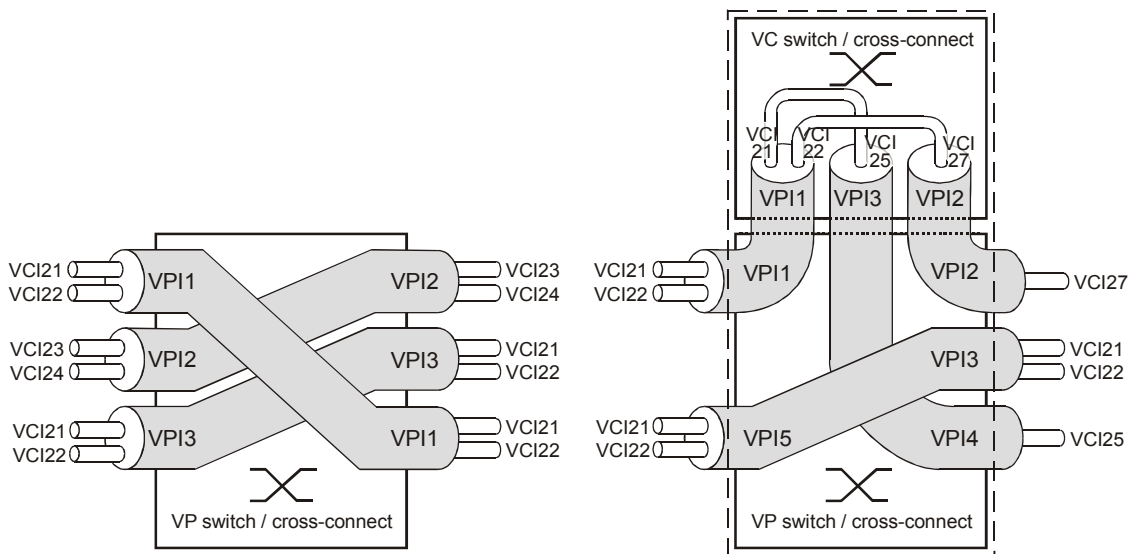 VCI21
VCI22
VCI23
VCI24
VCI21
VCI22
VPI1
VPI2
VPI3
VPI2
VPI3
VPI1
VCI23
VCI24
VCI21
VCI22
VCI21
VCI22
VP switch / cross-connect
VC switch / cross-connect
VCI
21
VCI
22
VCI
25
VCI
27
VPI1
VPI3
VPI2
VCI21
VCI22
VPI1
VPI2
VCI27
VPI3
VCI21
VCI22
VCI21
VCI22
VPI5
VPI4
VCI25
VP switch / cross-connect